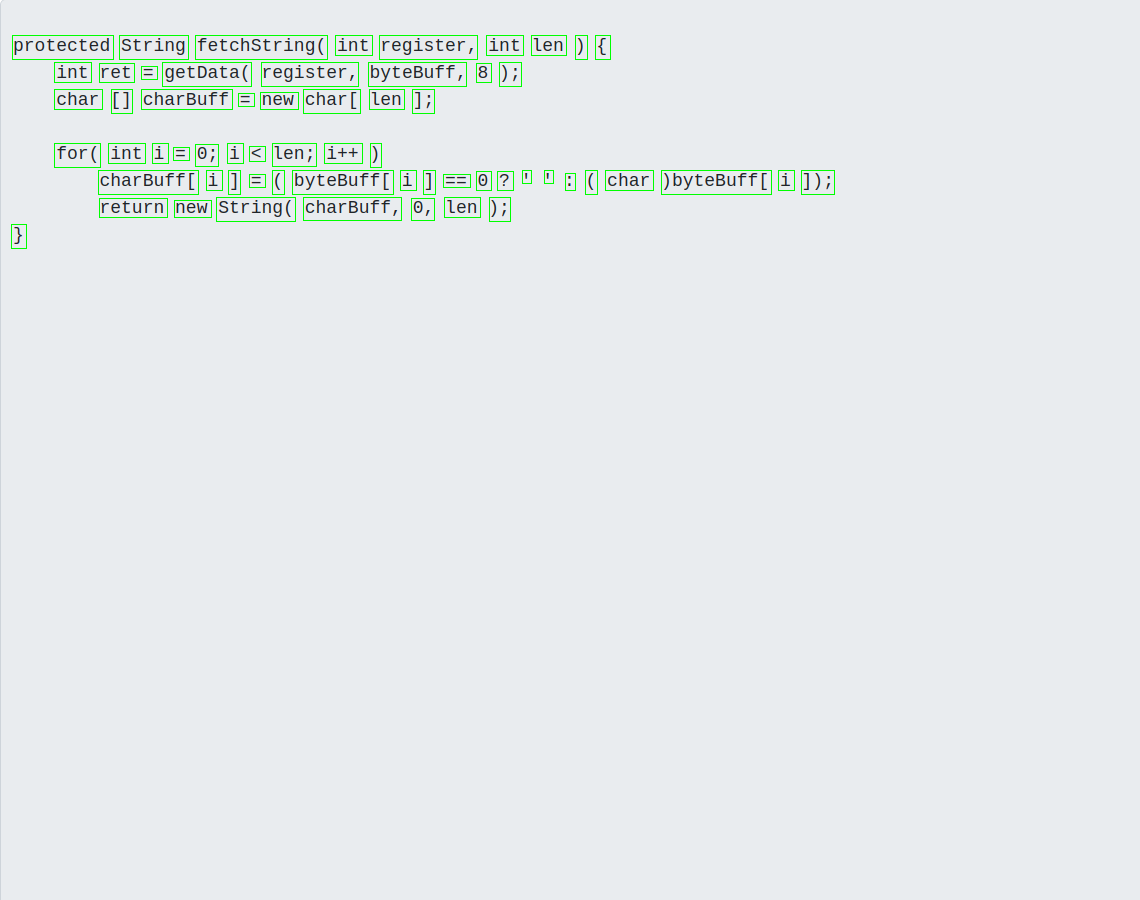 protected String fetchString( int register, int len ) {
    int ret = getData( register, byteBuff, 8 );
    char [] charBuff = new char[ len ];

    for( int i = 0; i < len; i++ )
        charBuff[ i ] = ( byteBuff[ i ] == 0 ? ' ' : ( char )byteBuff[ i ]);
        return new String( charBuff, 0, len );
}